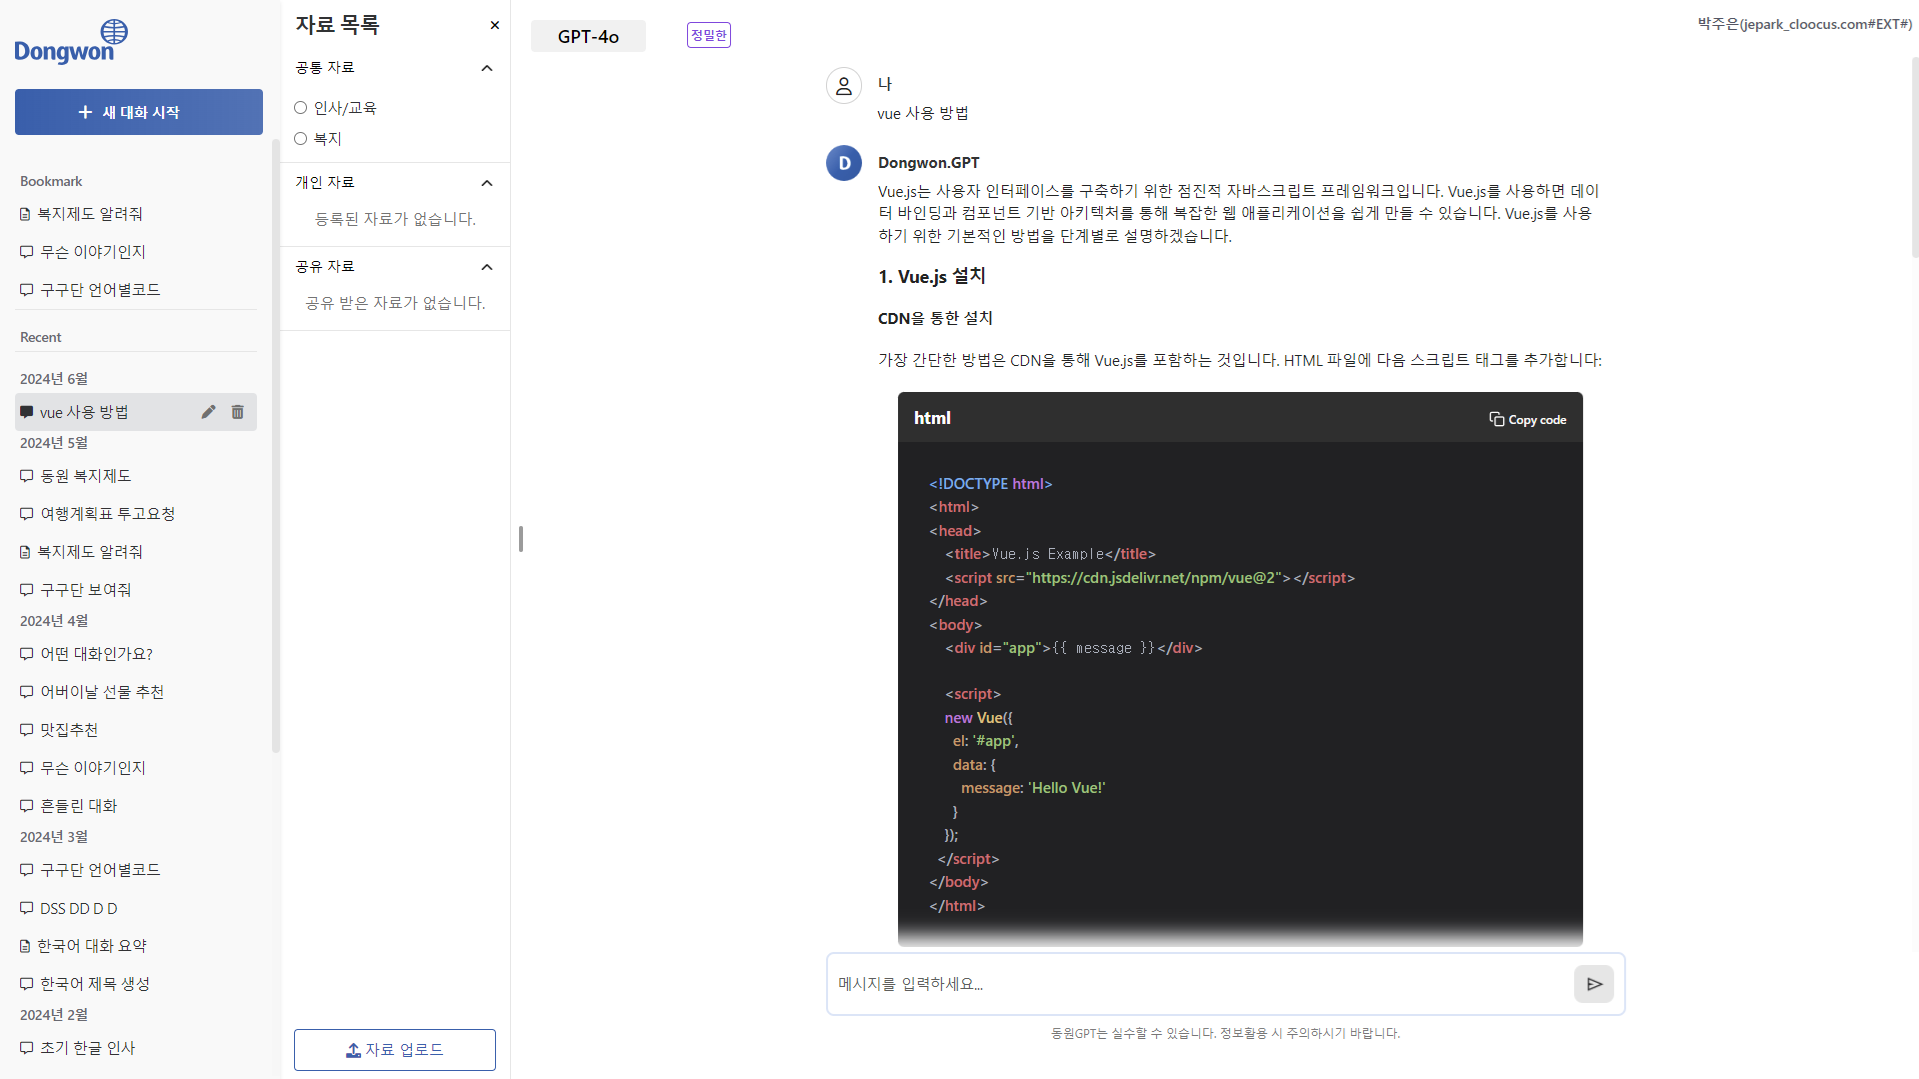 Dongwon
새 대화 시작
Bookmark
복지제도 알려줘
무슨 이야기인지
구구단 언어별코드
Recent
2024년 6월
vue 사용 방법
2024년 5월
동원 복지제도
여행계획표 투고요청
복지제도 알려줘
구구단 보여줘
2024년 4월
어떤 대화인가요?
어버이날 선물 추천
맛집추천
무슨 이야기인지
흔들린 대화
2024년 3월
구구단 언어별코드
DSS DD D D
한국어 대화 요약
한국어 제목 생성
2024년 2월
초기 한글 인사
자료 목록
공통 자료
인사/교육
복지
개인 자료
등록된 자료가 없습니다.
공유 자료
공유 받은 자료가 없습니다.
자료 업로드
GPT-4o
정밀한
박주은(jepark_cloocus.com#EXT#)
나
vue 사용 방법
D
Dongwon.GPT
Vue.js는 사용자 인터페이스를 구축하기 위한 점진적 자바스크립트 프레임워크입니다. Vue.js를 사용하면 데이
터 바인딩과 컴포넌트 기반 아키텍처를 통해 복잡한 웹 애플리케이션을 쉽게 만들 수 있습니다. Vue.js를 사용
하기 위한 기본적인 방법을 단계별로 설명하겠습니다.
1. Vue.js 설치
CDN을 통한 설치
가장 간단한 방법은 CDN을 통해 Vue.js를 포함하는 것입니다. HTML 파일에 다음 스크립트 태그를 추가합니다:
html
Copy code
<!DOCTYPE html>
<html>
<head>
<title>Vue.js Example</title>
<script src="https://cdn.jsdelivr.net/npm/vue@2"></script>
</head>
<body>
<div id="app">{{ message }}</div>
<script>
new Vue({
el: '#app',
data: {
message: 'Hello Vue!'
}
});
</script>
</body>
</html>
메시지를 입력하세요...
동원GPT는 실수할 수 있습니다. 정보활용 시 주의하시기 바랍니다.